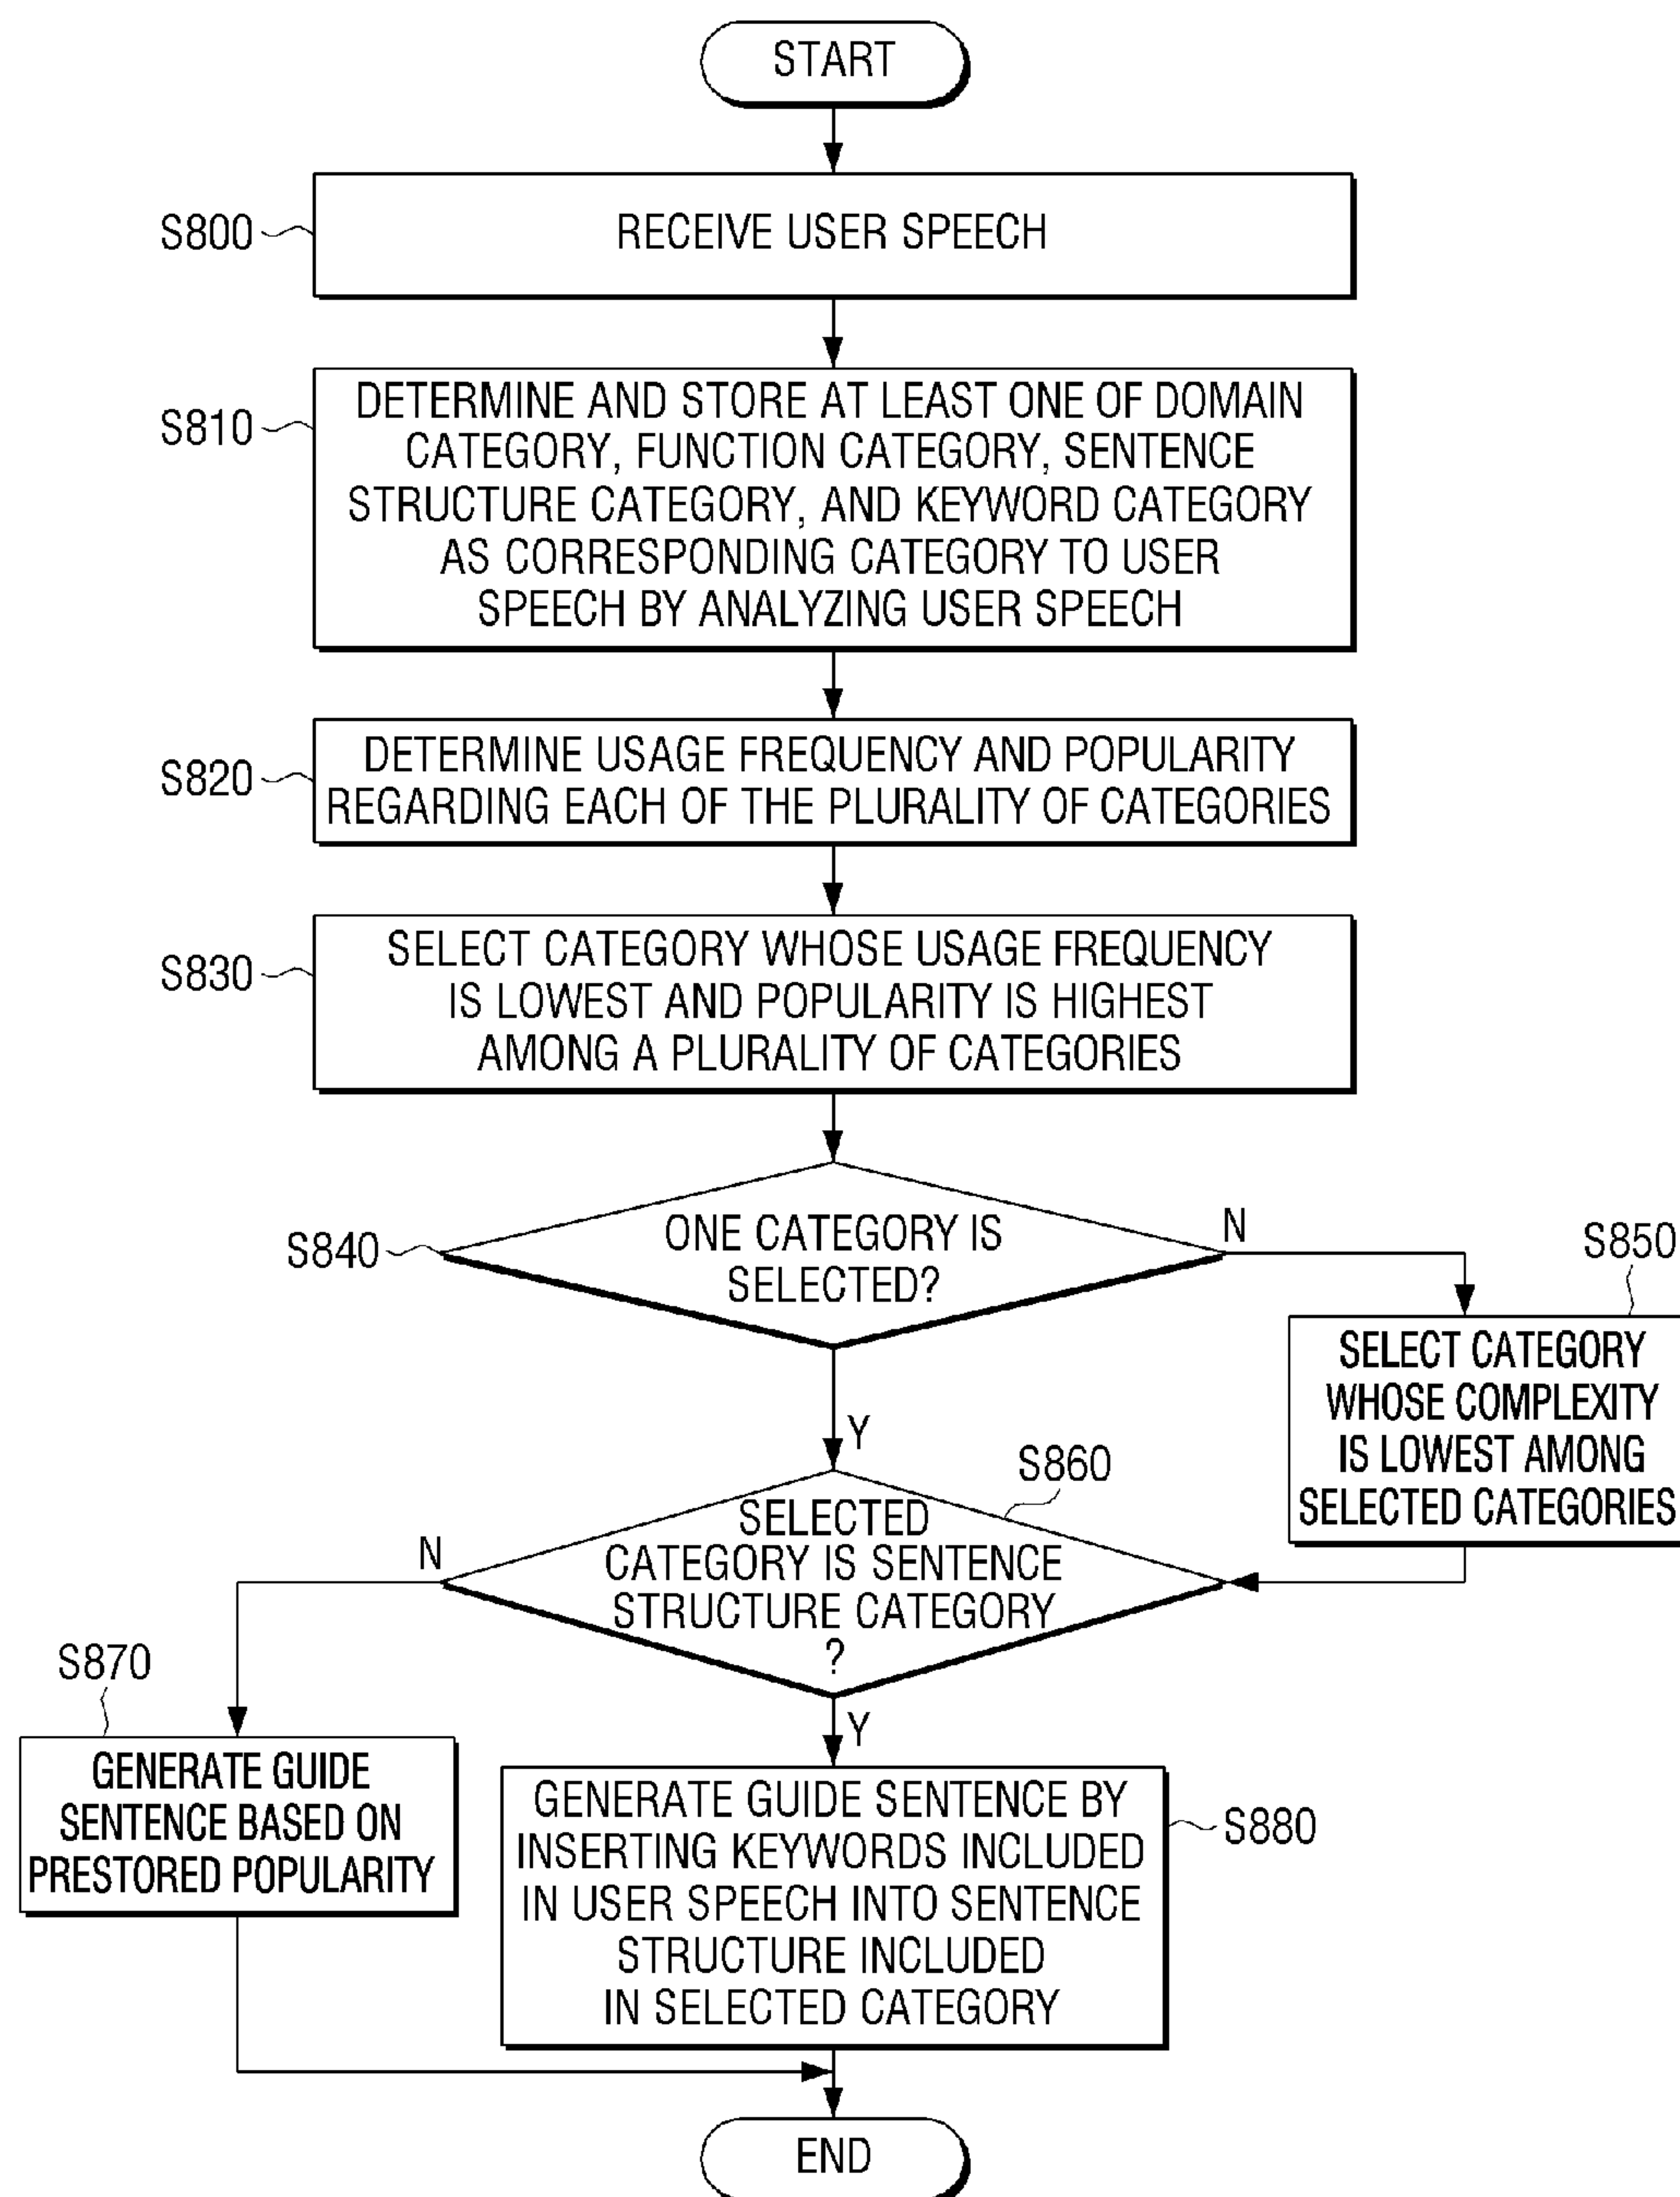 START
S800
RECEIVE USER SPEECH
S810
DETERMINE AND STORE AT LEAST ONE OF DOMAIN
CATEGORY, FUNCTION CATEGORY, SENTENCE
STRUCTURE CATEGORY, AND KEYWORD CATEGORY
AS CORRESPONDING CATEGORY TO USER
SPEECH BY ANALYZING USER SPEECH
S820
DETERMINE USAGE FREQUENCY AND POPULARITY
REGARDING EACH OF THE PLURALITY OF CATEGORIES
S830
SELECT CATEGORY WHOSE USAGE FREQUENCY
IS LOWEST AND POPULARITY IS HIGHEST
AMONG A PLURALITY OF CATEGORIES
S840
ONE CATEGORY IS
SELECTED?
N
Y
S850
SELECT CATEGORY
WHOSE COMPLEXITY
IS LOWEST AMONG
SELECTED CATEGORIES
S860
SELECTED
CATEGORY IS SENTENCE
STRUCTURE CATEGORY
?
N
Y
S870
GENERATE GUIDE
SENTENCE BASED ON
PRESTORED POPULARITY
GENERATE GUIDE SENTENCE BY
INSERTING KEYWORDS INCLUDED
IN USER SPEECH INTO SENTENCE
STRUCTURE INCLUDED
IN SELECTED CATEGORY
S880
END